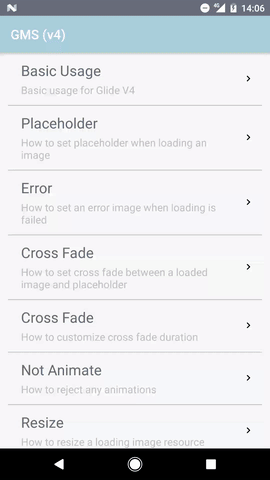 14:06
GMS (v4)
Basic Usage
Basic usage for Glide V4
Placeholder
How to set placeholder when loading an
image
Error
How to set an error image when loading is
failed
Cross Fade
How to set cross fade between a loaded
image and placeholder
Cross Fade
How to customize cross fade duration
Not Animate
How to reject any animations
Resize
How to resize a loading image resource